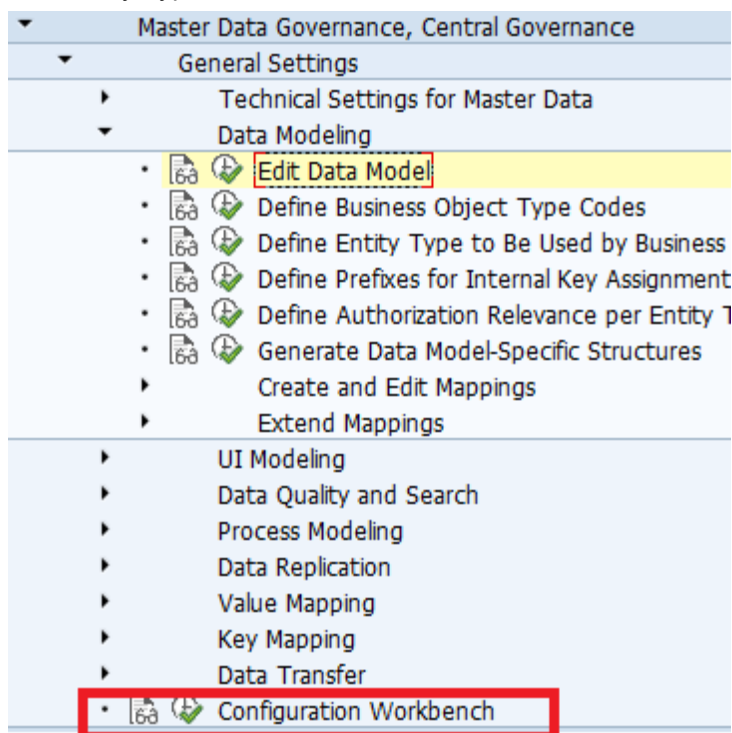 Master Data Governance, Central Governance
General Settings
Technical Settings for Master Data
Data Modeling
Edit Data Model
Define Business Object Type Codes
Define Entity Type to Be Used by Business
Define Prefixes for Internal Key Assignment
Define Authorization Relevance per Entity T
Generate Data Model-Specific Structures
Create and Edit Mappings
Extend Mappings
UI Modeling
Data Quality and Search
Process Modeling
Data Replication
Value Mapping
Key Mapping
Data Transfer
Configuration Workbench